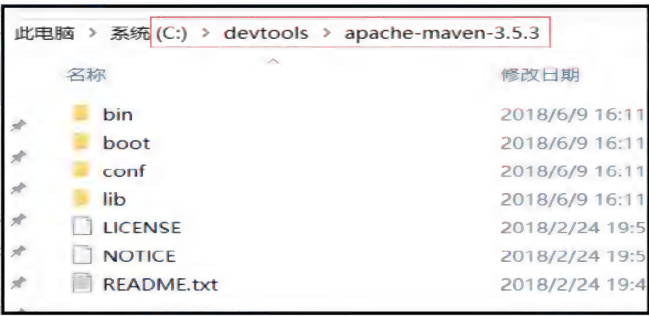 此电脑 > 系统 (C:) > devtools > apache-maven-3.5.3
名称 修改日期
bin 2018/6/9 16:11
boot 2018/6/9 16:11
conf 2018/6/9 16:11
lib 2018/6/9 16:11
LICENSE 2018/2/24 19:5
NOTICE 2018/2/24 19:5
README.txt 2018/2/24 19:4